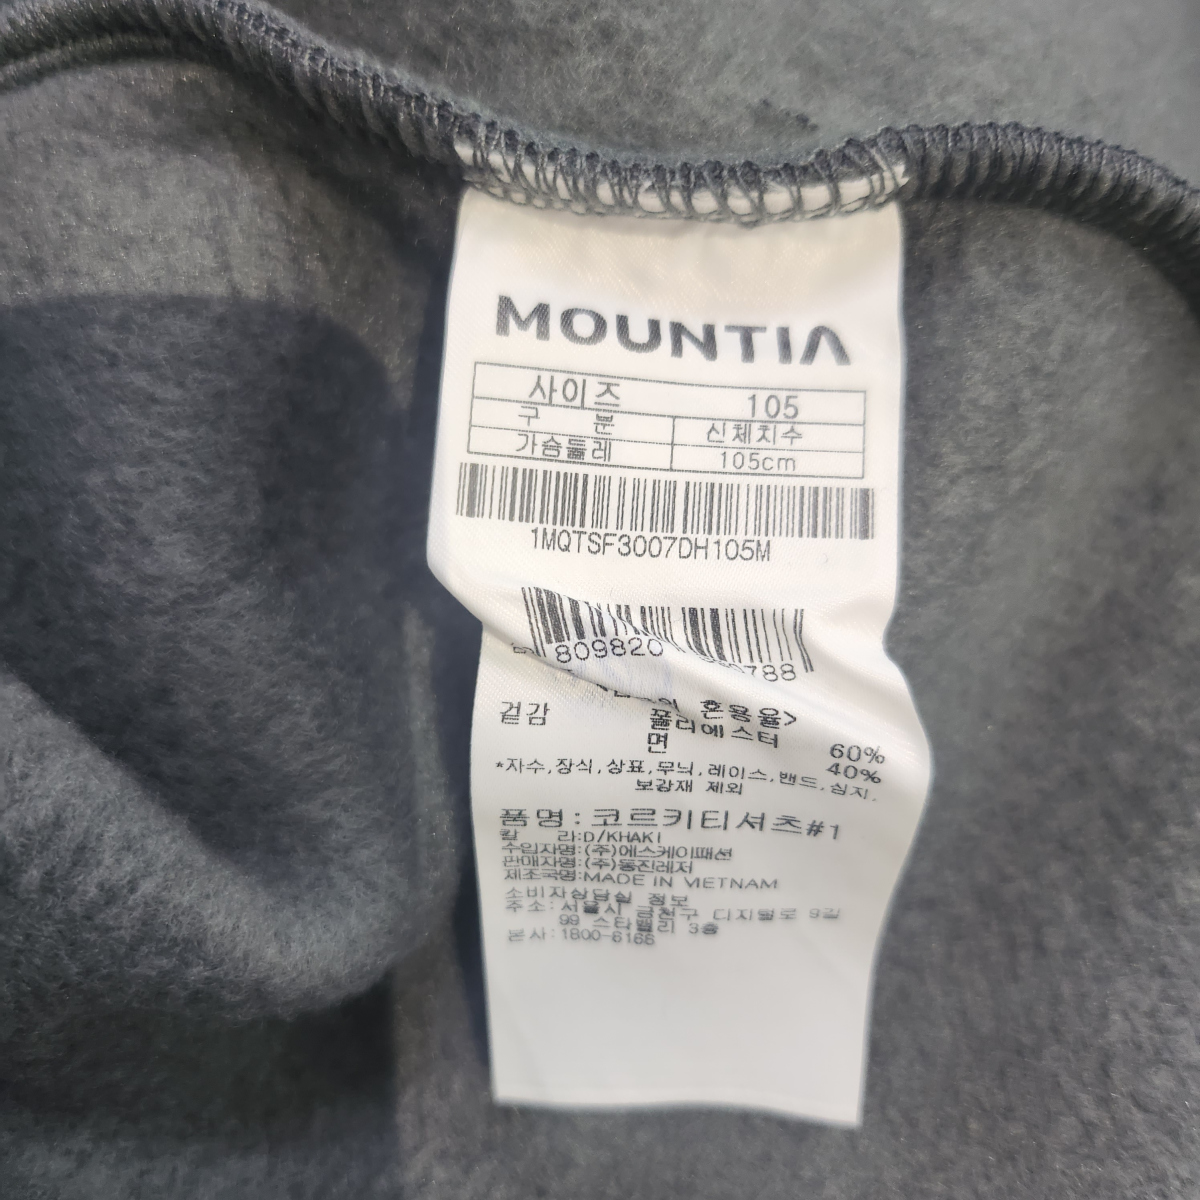 MOUNTIA
사이즈 105
구 분 신체치수
가슴둘레 105cm
1MQTSF3007DH105M
809820 788
혼용율>
겉감 폴리에스터 60%
면 40%
*자수,장식,상표,무늬,레이스,밴드,심지,
보강재 제외
품명:코르키티셔츠#1
칼 라:D/KHAKI
수입자명:(주)에스케이패션
판매자명:(주)동진레저
제조국명:MADE IN VIETNAM
소비자상담실 정보
주소:서울시 금천구 디지털로 9길
99 스타밸리 3층
본사:1800-6166